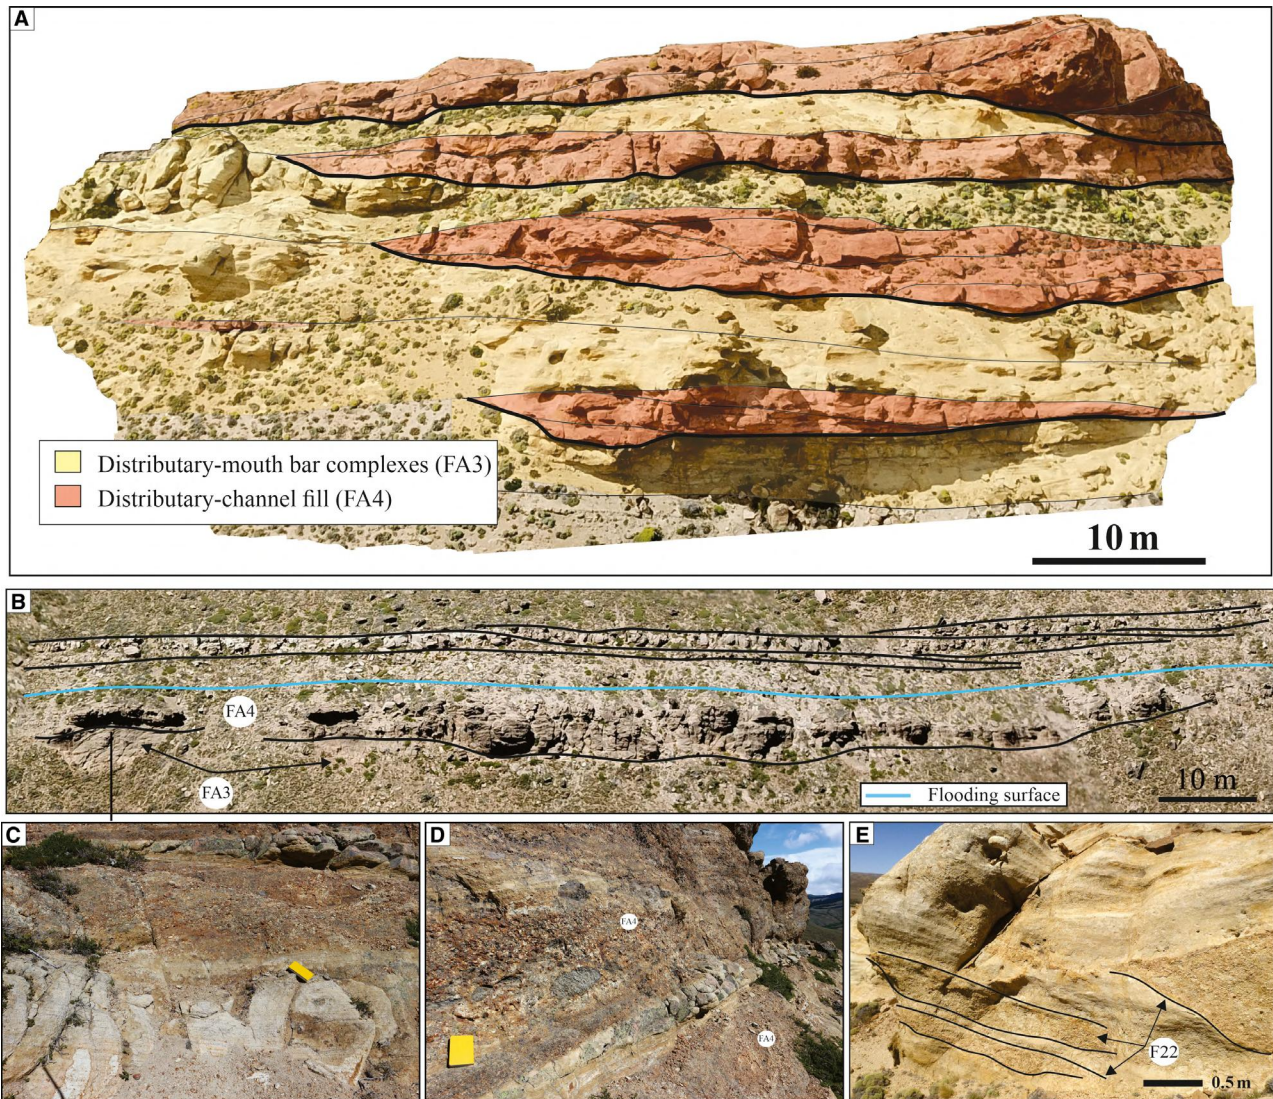 A
Distributary-mouth bar complexes (FA3)
Distributary-channel fill (FA4)
10 m
B
FA4
FA3
Flooding surface
10 m
C
D
FA4
FA4
E
F22
0.5 m